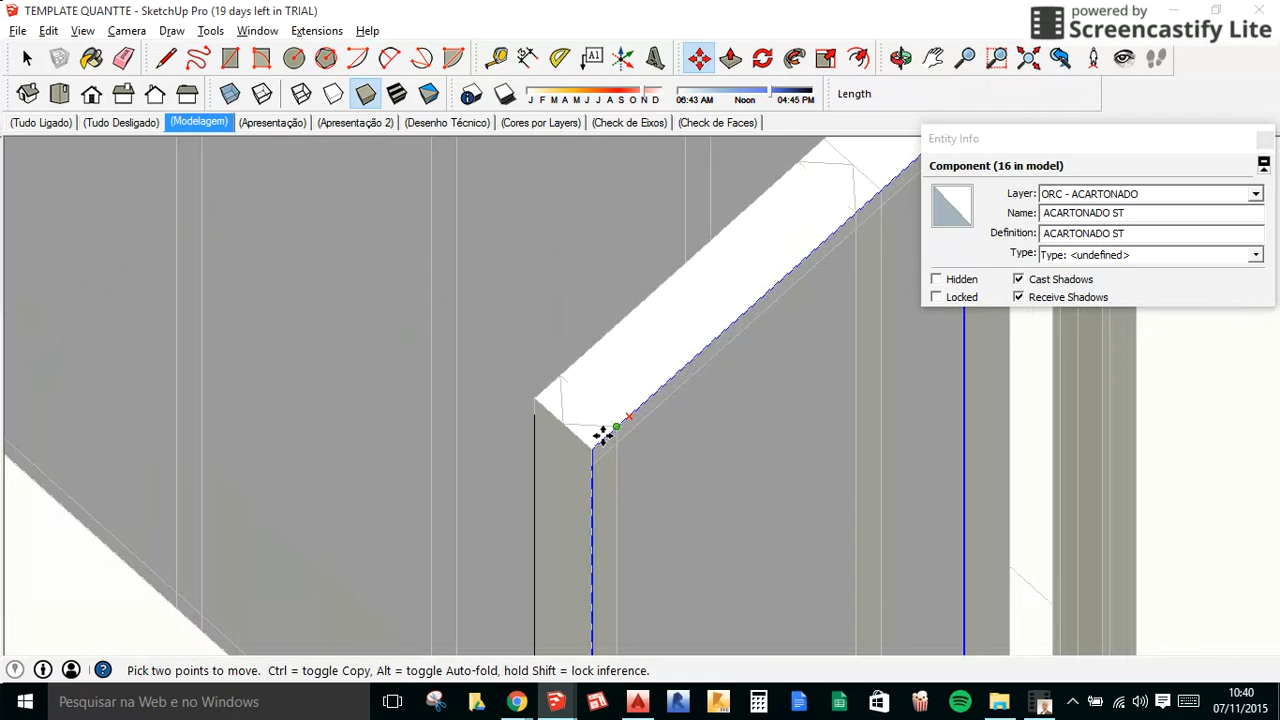 TEMPLATE QUANTTE - SketchUp Pro (19 days left in TRIAL)
powered by
Screencastify Lite
File Edit View Camera Draw Tools Window Extensions Help
A1
J F M A M J J A S O N D 06:43 AM Noon 04:45 PM Length
(Tudo Ligado) (Tudo Desligado) (Modelagem) (Apresentação) (Apresentação 2) (Desenho Técnico) (Cores por Layers) (Check de Eixos) (Check de Faces)
Entity Info
Component (16 in model)
Layer: ORC - ACARTONADO
Name: ACARTONADO ST
Definition: ACARTONADO ST
Type: Type: <undefined>
Hidden Cast Shadows
Locked Receive Shadows
Pick two points to move. Ctrl = toggle Copy, Alt = toggle Auto-fold, hold Shift = lock inference.
Pesquisar na Web e no Windows
10:40
07/11/2015